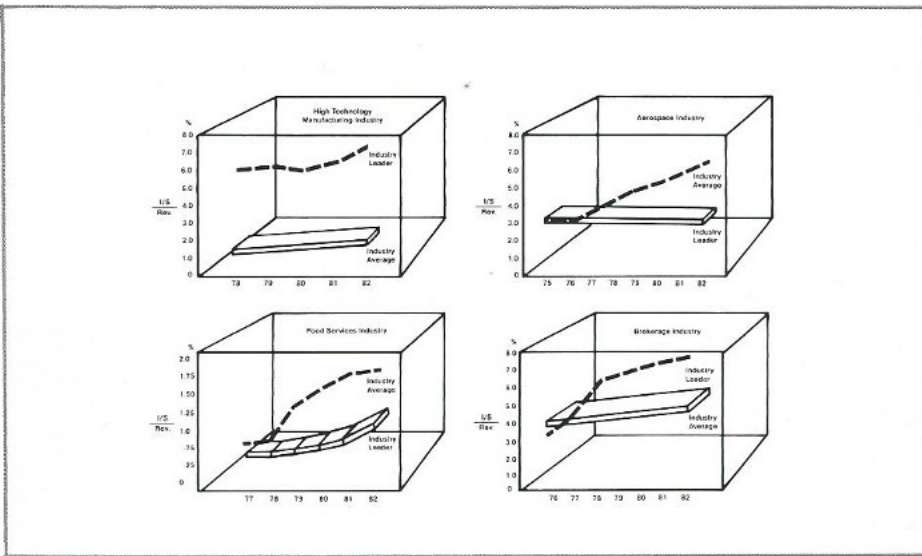 High Technology
Manufacturing Industry
%
8.0
7.0
6.0
5.0
4.0
3.0
2.0
1.0
0
I/S
Rev.
Industry
Leader
Industry
Average
78 79 80 81 82
Aerospace Industry
%
8.0
7.0
6.0
5.0
4.0
3.0
2.0
1.0
0
I/S
Rev.
Industry
Average
Industry
Leader
75 76 77 78 79 80 81 82
Food Services Industry
%
2.0
1.75
1.25
1.0
.75
.25
0
I/S
Rev.
Industry
Average
Industry
Leader
77 78 79 80 81 82
Brokerage Industry
%
8.0
7.0
6.0
5.0
4.0
3.0
2.0
1.0
0
I/S
Rev.
Industry
Leader
Industry
Average
76 77 78 79 80 81 82